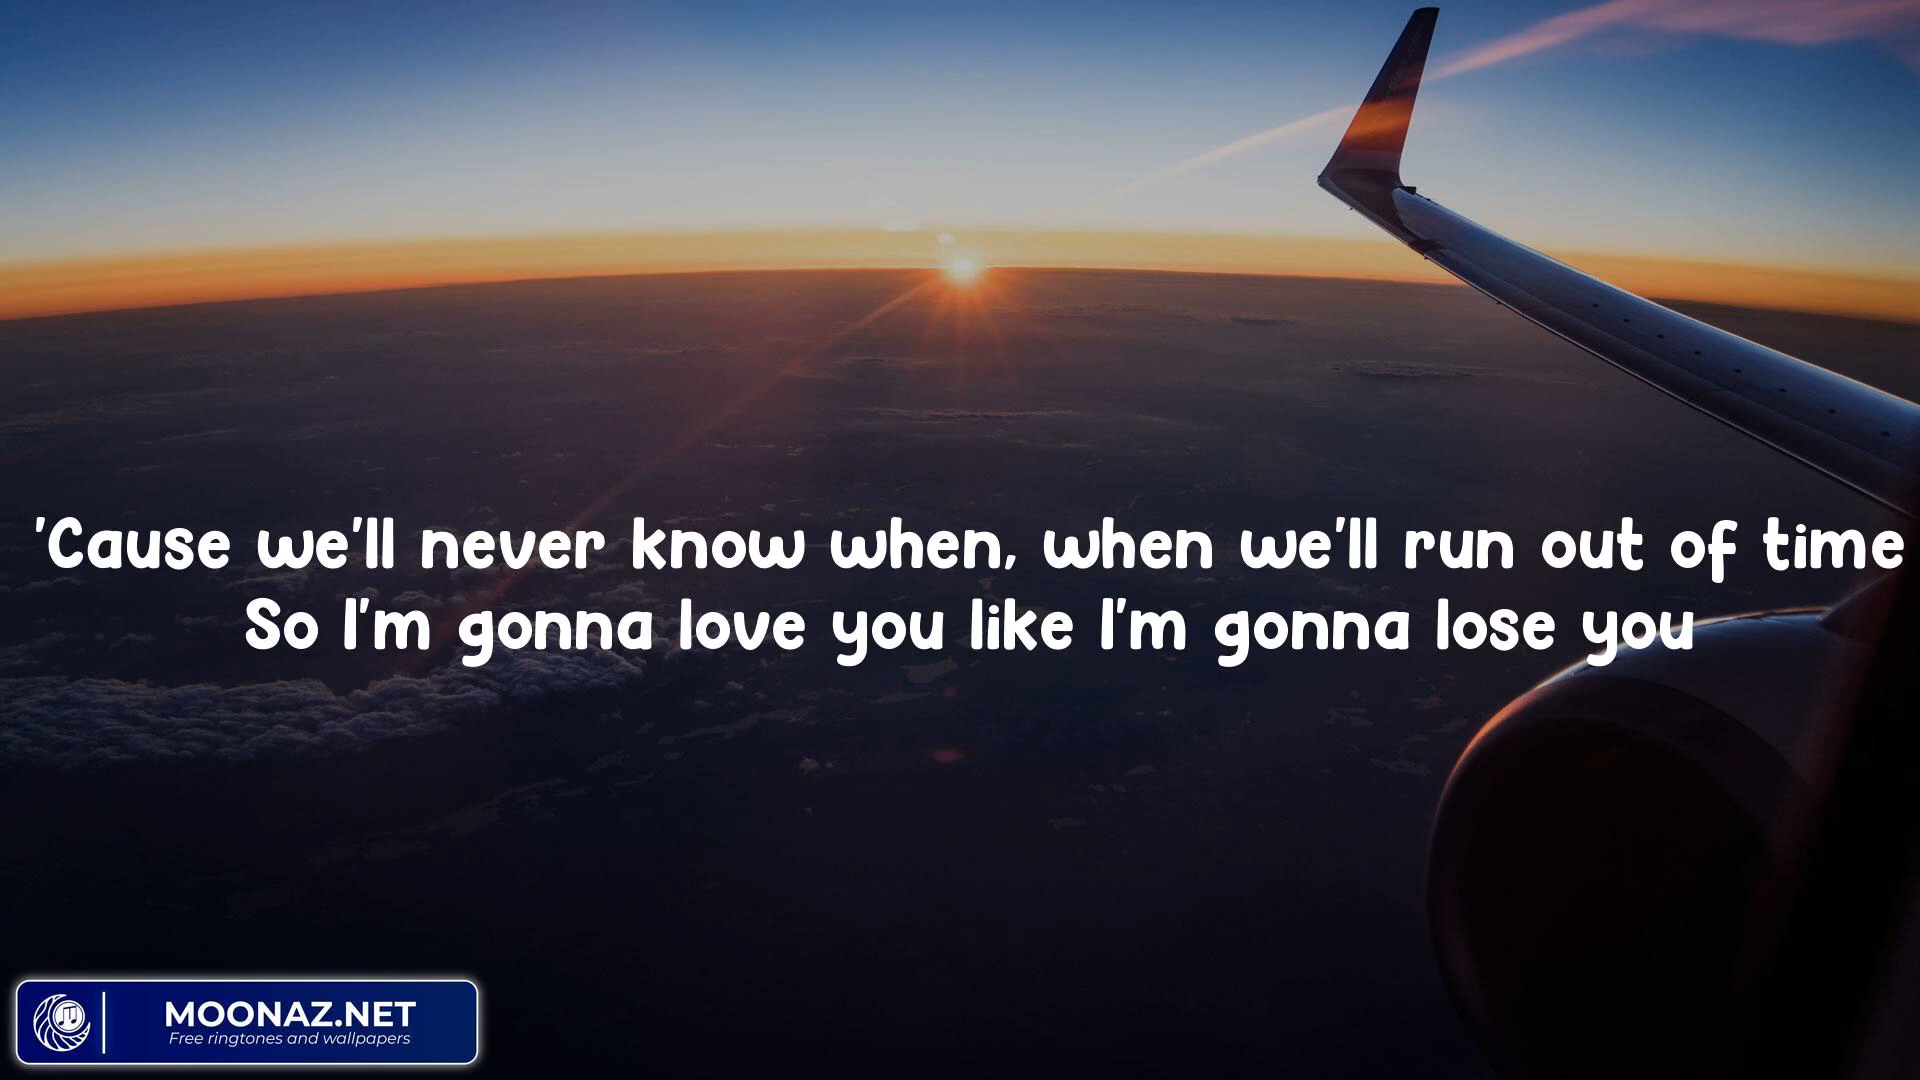 'Cause we'll never know when, when we'll run out of time
So I'm gonna love you like I'm gonna lose you
MOONAZ.NET
Free ringtones and wallpapers